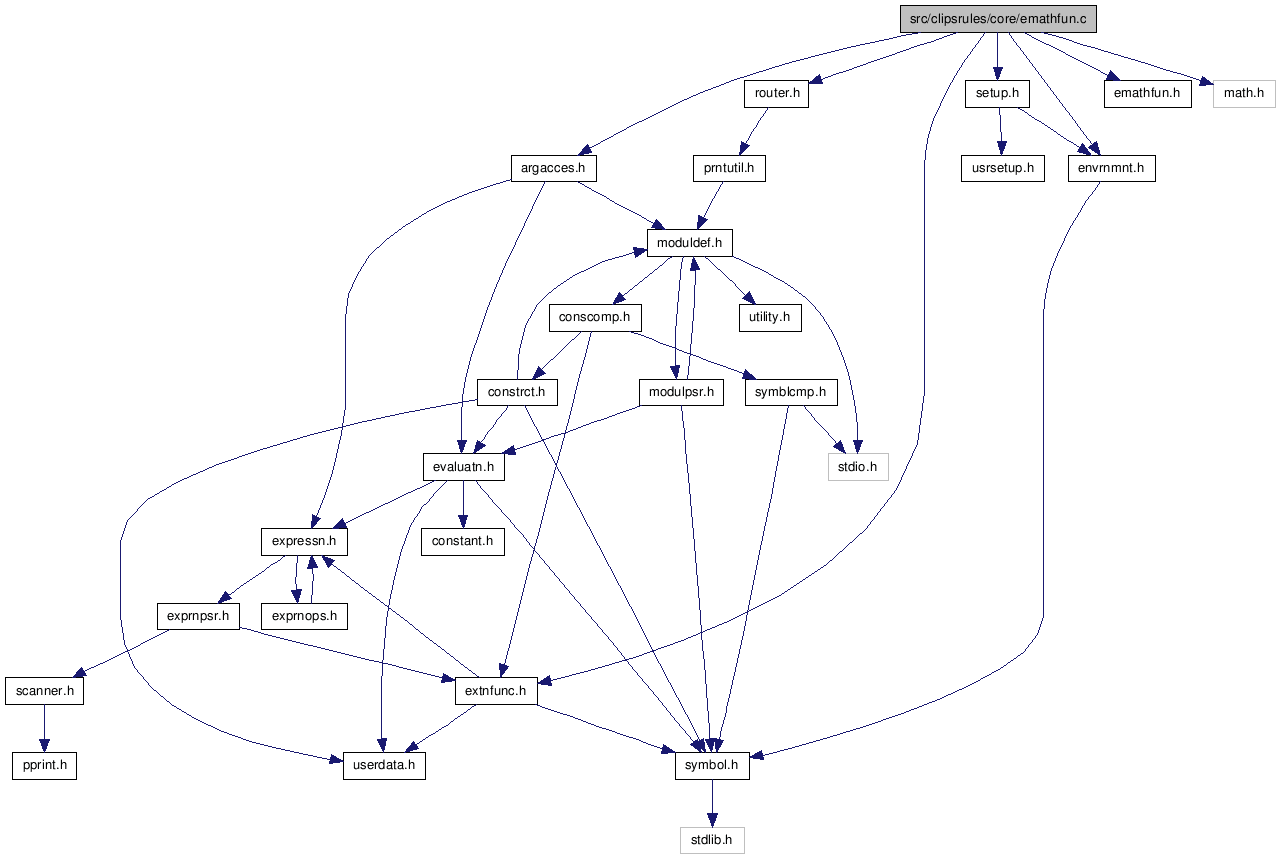 src/clipsrules/core/emathfun.c
router.h
setup.h
emathfun.h
math.h
argacces.h
prntutil.h
usrsetup.h
envrnmnt.h
moduldef.h
conscomp.h
utility.h
constrct.h
modulpsr.h
symblcmp.h
evaluatn.h
stdio.h
expressn.h
constant.h
exprnpsr.h
exprnops.h
scanner.h
extnfunc.h
pprint.h
userdata.h
symbol.h
stdlib.h